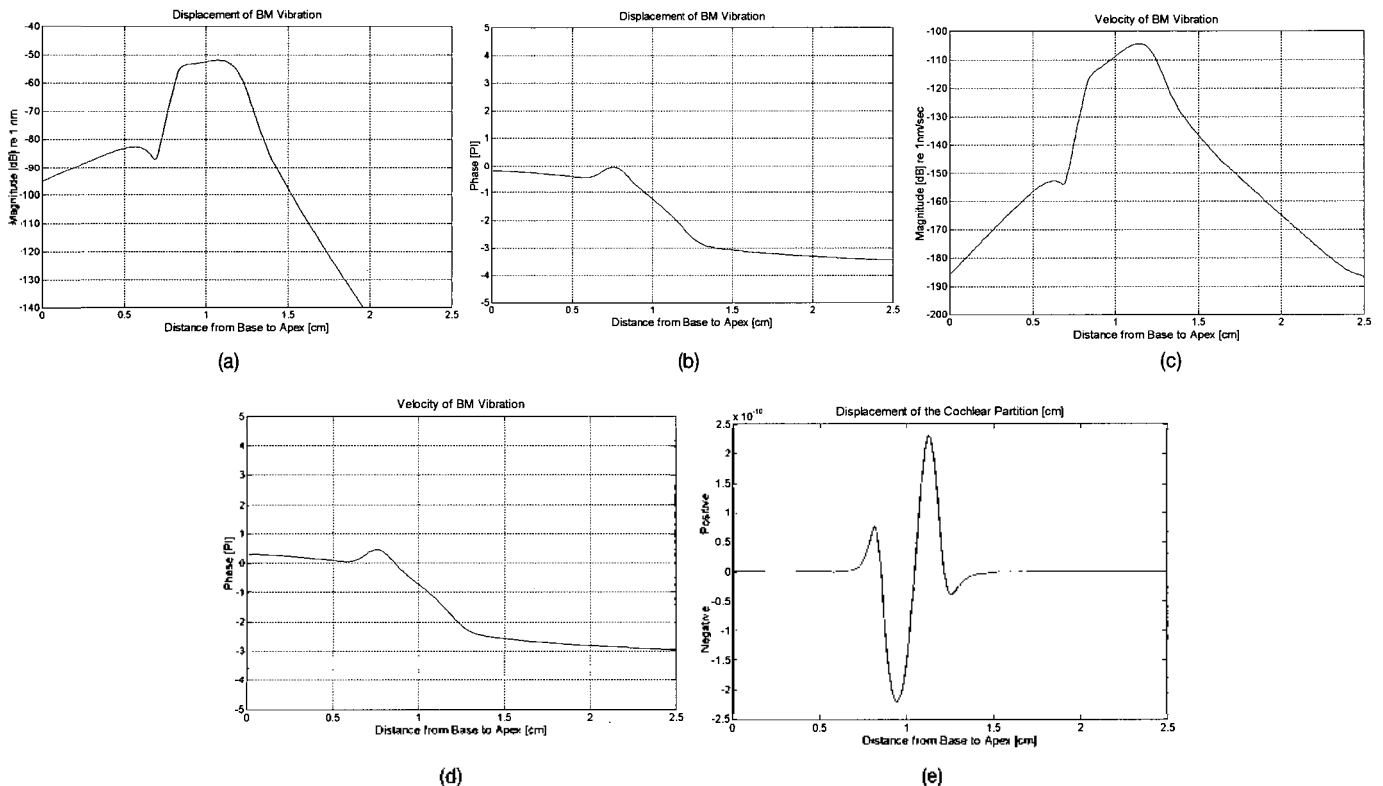 Displacement of BM Vibration
Magnitude [dB] re 1 nm
-40
-50
-60
-70
-80
-90
-100
-110
-120
-130
-140
0 0.5 1 1.5 2 2.5
Distance from Base to Apex [cm]
(a)
Displacement of BM Vibration
Phase [PI]
5
4
3
2
1
0
-1
-2
-3
-4
-5
0 0.5 1 1.5 2 2.5
Distance from Base to Apex [cm]
(b)
Velocity of BM Vibration
Magnitude [dB] re 1nm/sec
-100
-110
-120
-130
-140
-150
-160
-170
-180
-190
-200
0 0.5 1 1.5 2 2.5
Distance from Base to Apex [cm]
(c)
Velocity of BM Vibration
Phase [PI]
5
4
3
2
1
0
-1
-2
-3
-4
-5
0 0.5 1 1.5 2 2.5
Distance from Base to Apex [cm]
(d)
Displacement of the Cochlear Partition [cm]
x 10^-10
Negative
Positive
2.5
2
1.5
1
0.5
0
-0.5
-1
-1.5
-2
-2.5
0 0.5 1 1.5 2 2.5
Distance from Base to Apex [cm]
(e)